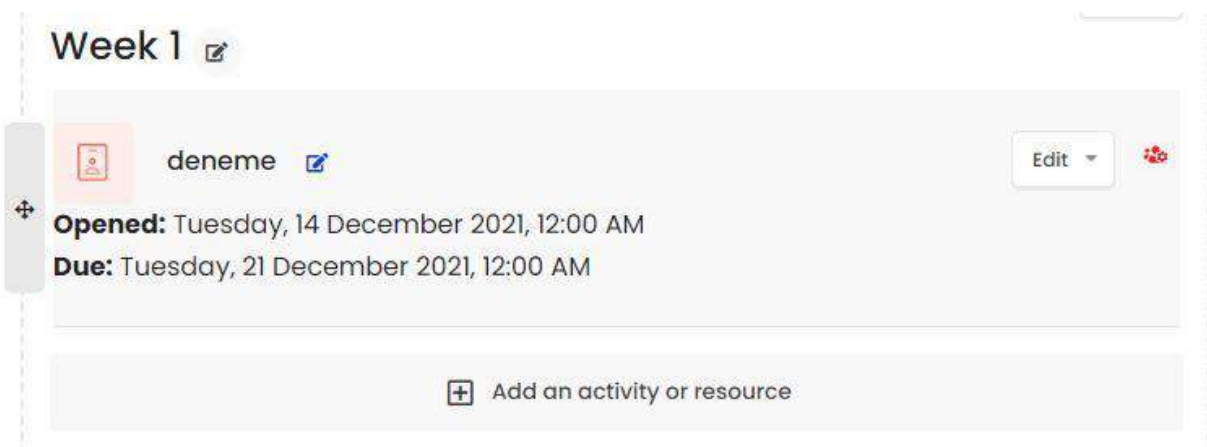 Week 1
deneme
Edit
Opened: Tuesday, 14 December 2021, 12:00 AM
Due: Tuesday, 21 December 2021, 12:00 AM
Add an activity or resource